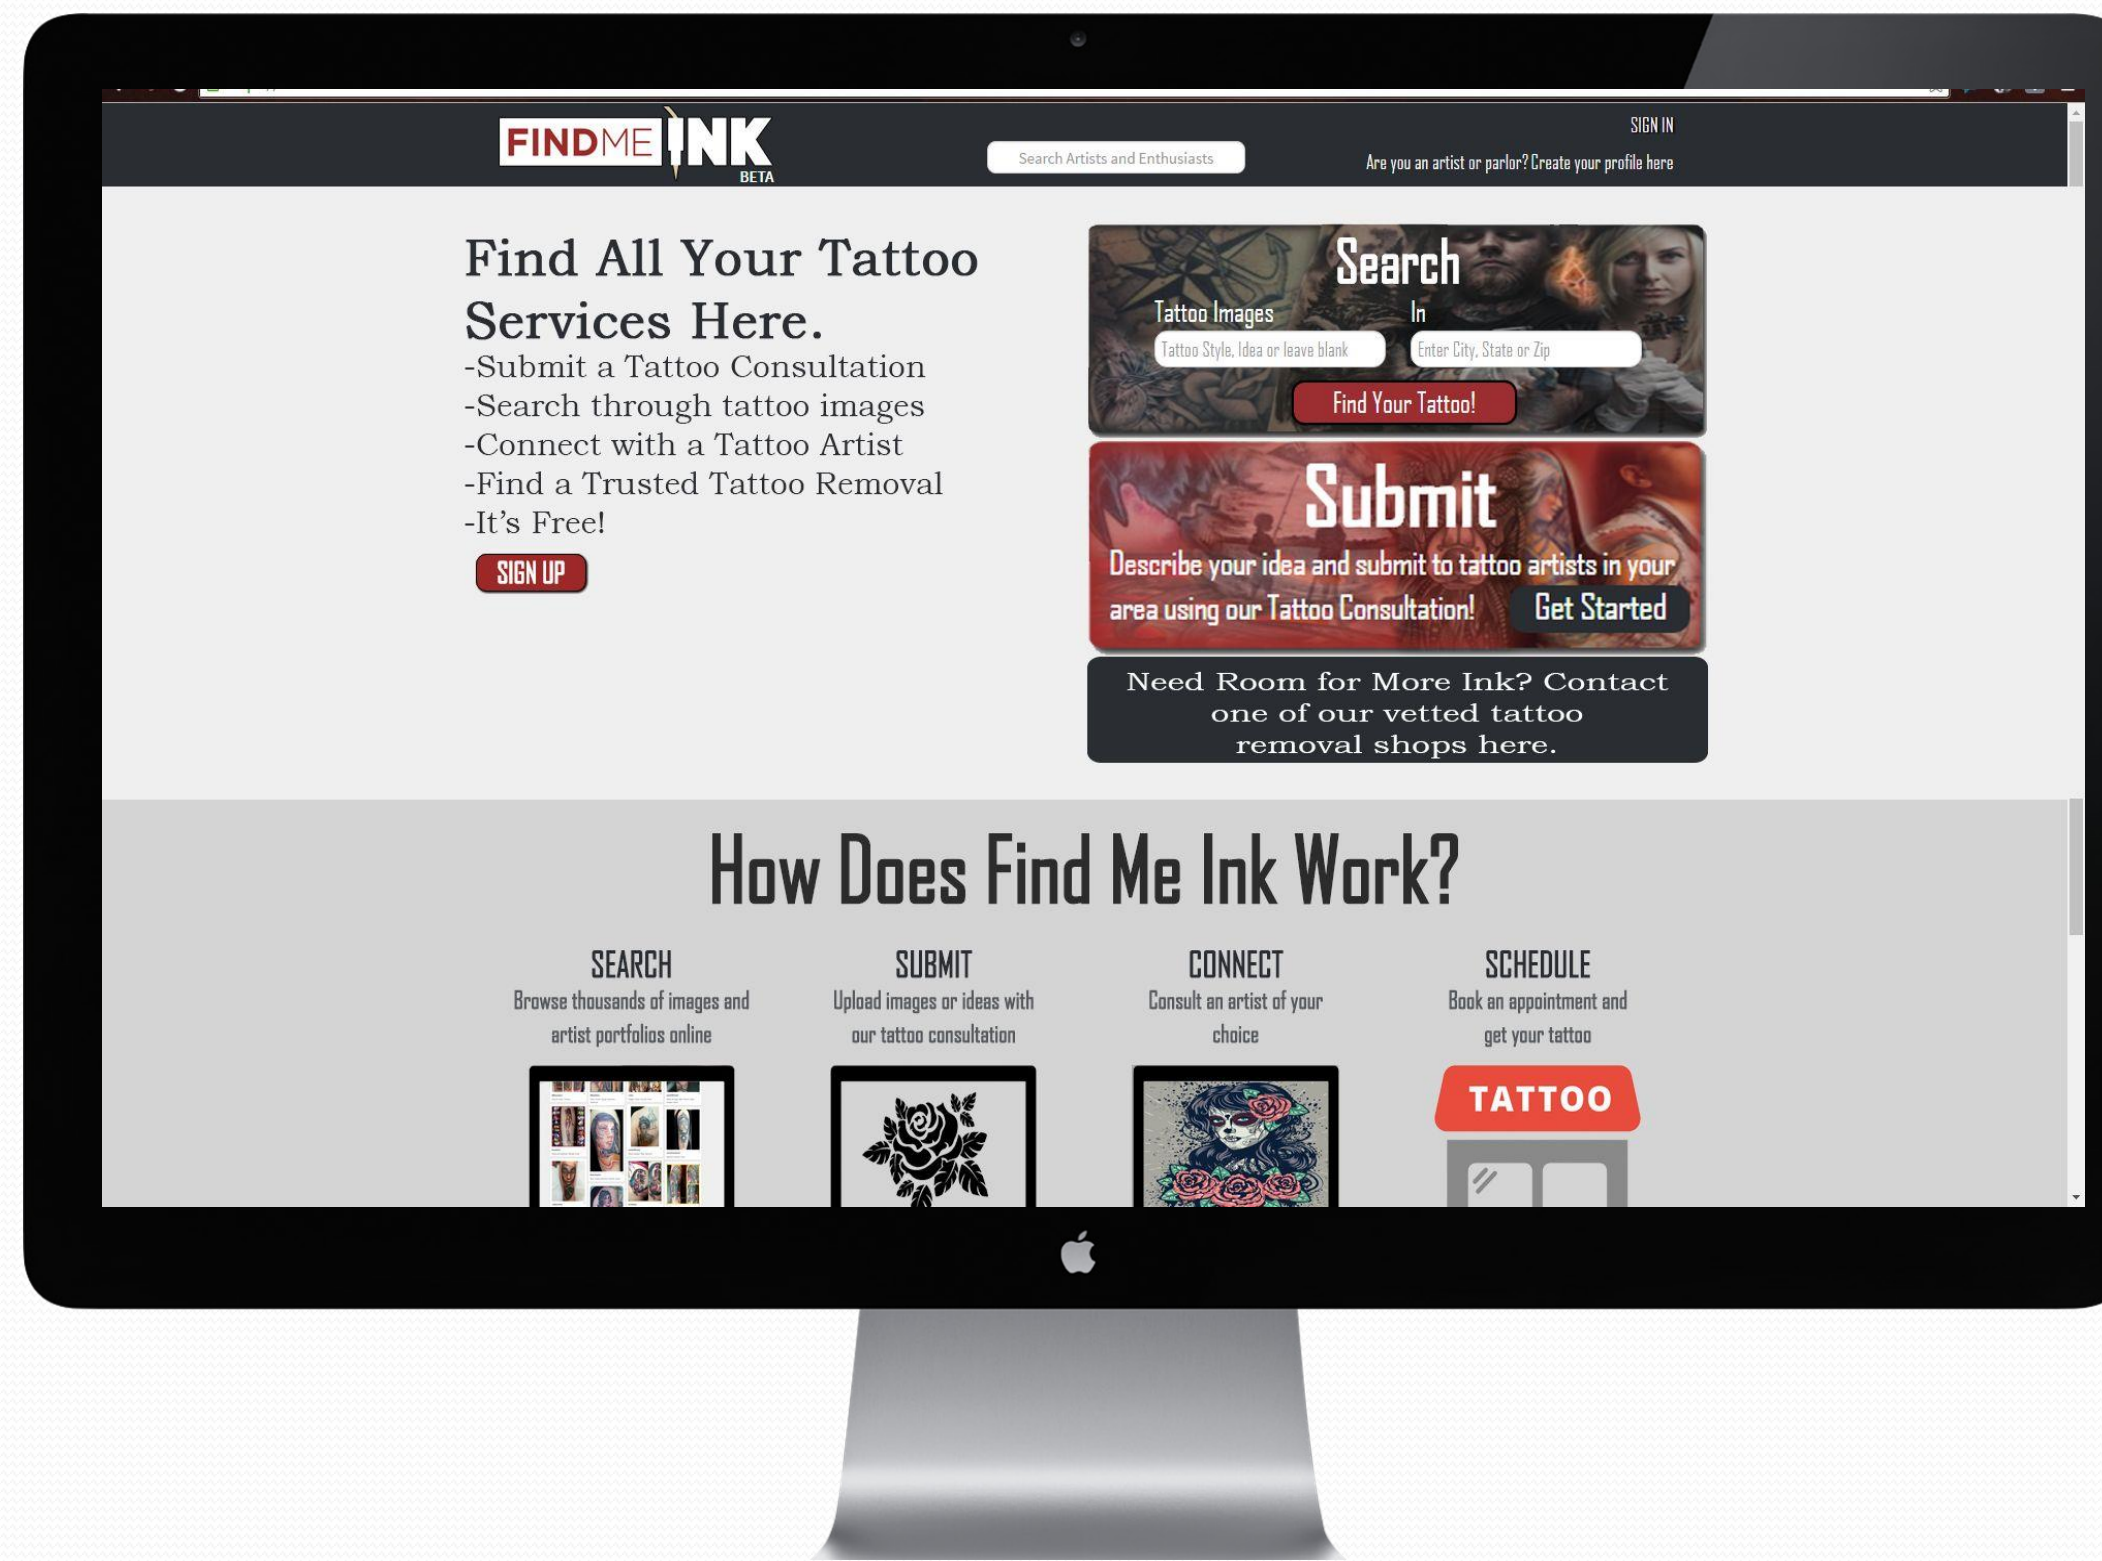 FINDME INK
BETA
Search Artists and Enthusiasts
SIGN IN
Are you an artist or parlor? Create your profile here
Find All Your Tattoo
Services Here.
-Submit a Tattoo Consultation
-Search through tattoo images
-Connect with a Tattoo Artist
-Find a Trusted Tattoo Removal
-It's Free!
SIGN UP
Search
Tattoo Images
In
Tattoo Style, Idea or leave blank
Enter City, State or Zip
Find Your Tattoo!
Submit
Describe your idea and submit to tattoo artists in your
area using our Tattoo Consultation!
Get Started
Need Room for More Ink? Contact
one of our vetted tattoo
removal shops here.
How Does Find Me Ink Work?
SEARCH
Browse thousands of images and
artist portfolios online
SUBMIT
Upload images or ideas with
our tattoo consultation
CONNECT
Consult an artist of your
choice
SCHEDULE
Book an appointment and
get your tattoo
TATTOO